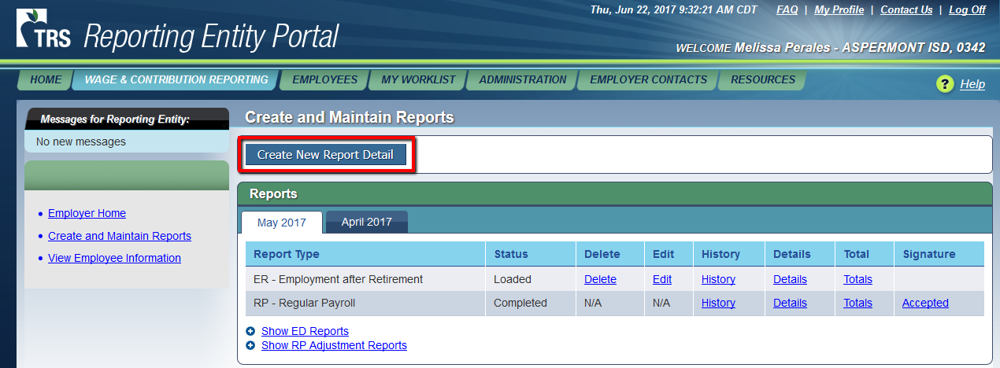 Thu, Jun 22, 2017 9:32:21 AM CDT FAQ | My Profile | Contact Us | Log Off
TRS Reporting Entity Portal
WELCOME Melissa Perales - ASPERMONT ISD, 0342
HOME WAGE & CONTRIBUTION REPORTING EMPLOYEES MY WORKLIST ADMINISTRATION EMPLOYER CONTACTS RESOURCES ? Help
Messages for Reporting Entity:
No new messages
Employer Home
Create and Maintain Reports
View Employee Information
Create and Maintain Reports
Create New Report Detail
Reports
May 2017 April 2017
Report Type Status Delete Edit History Details Total Signature
ER - Employment after Retirement Loaded Delete Edit History Details Totals
RP - Regular Payroll Completed N/A N/A History Details Totals Accepted
Show ED Reports
Show RP Adjustment Reports